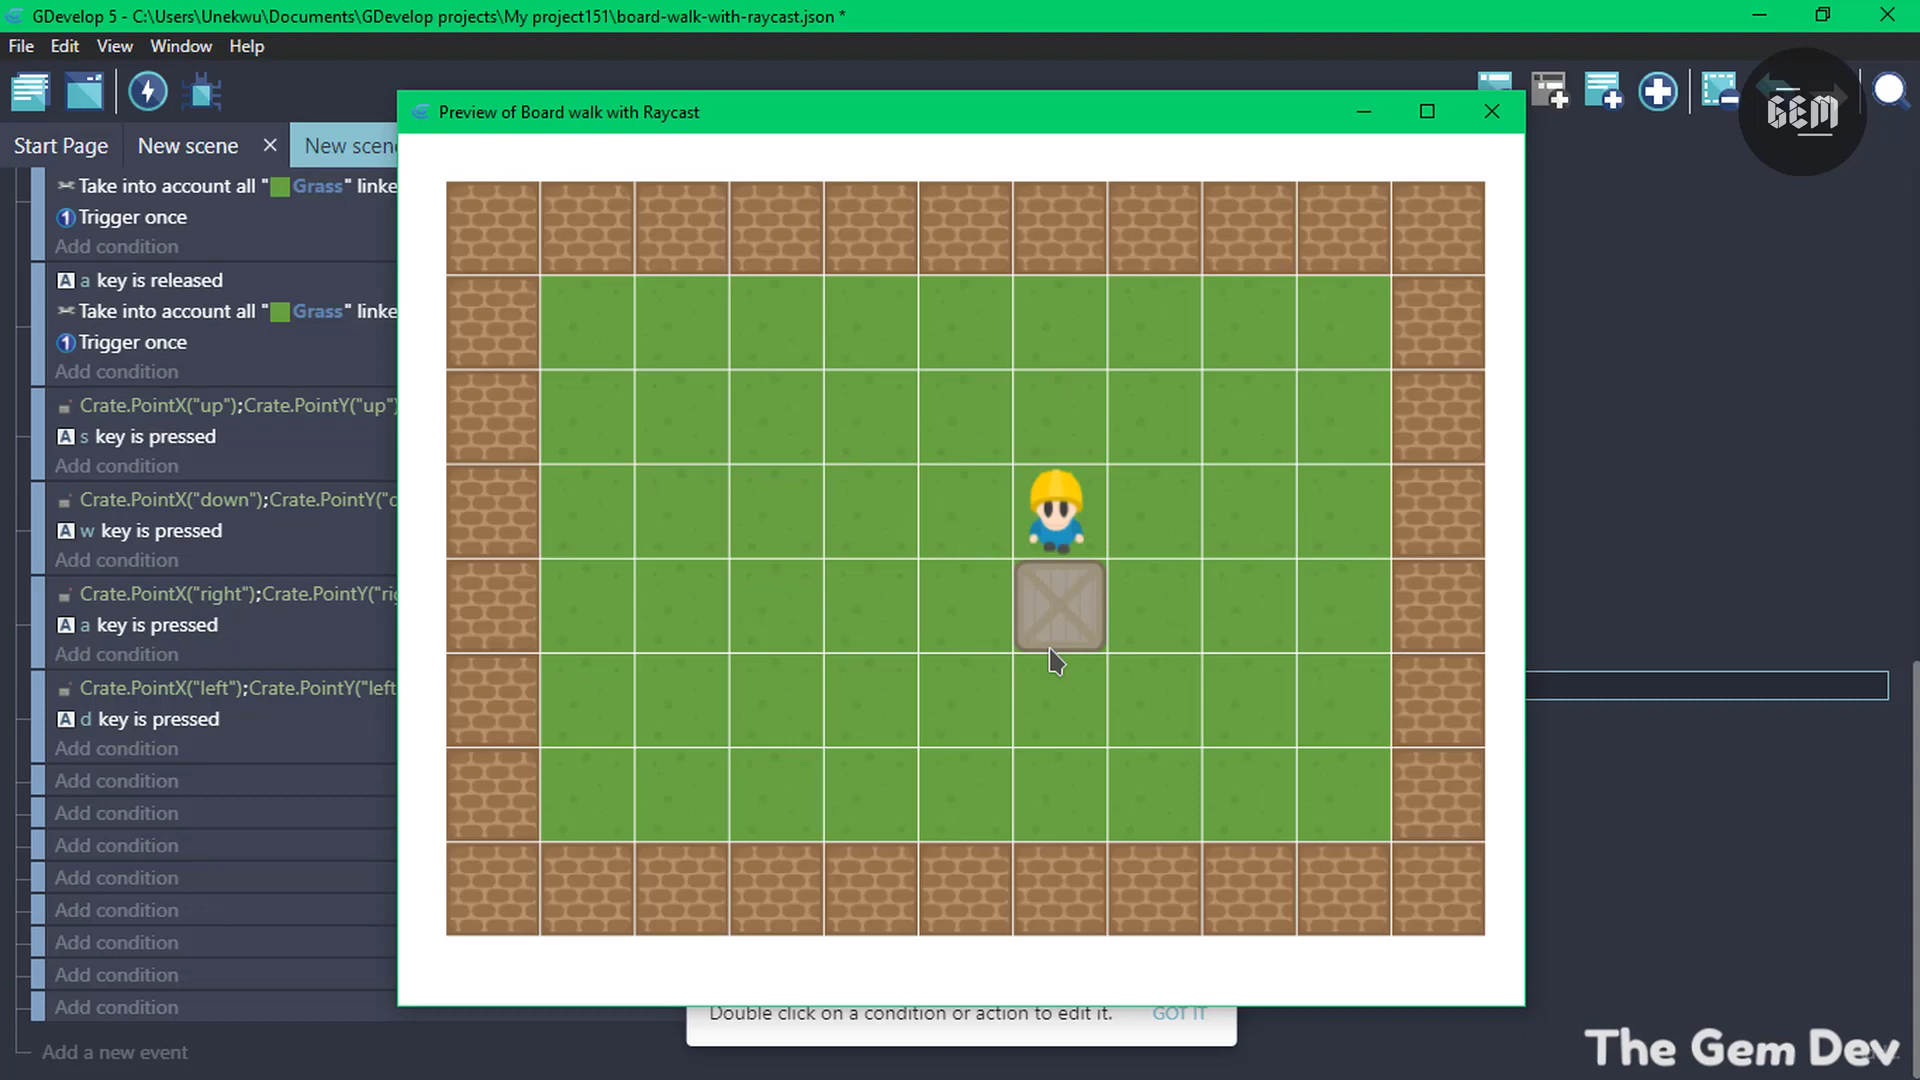 GDevelop 5 - C:\Users\Unekwu\Documents\GDevelop projects\My project151\board-walk-with-raycast.json *
File Edit View Window Help
GEM
Preview of Board walk with Raycast
Start Page New scene New scene
Take into account all "Grass" linke
Trigger once
Add condition
a key is released
Take into account all "Grass" linke
Trigger once
Add condition
Crate.PointX("up");Crate.PointY("up")
s key is pressed
Add condition
Crate.PointX("down");Crate.PointY("d
w key is pressed
Add condition
Crate.PointX("right");Crate.PointY("rig
a key is pressed
Add condition
Crate.PointX("left");Crate.PointY("left
d key is pressed
Add condition
Add condition
Add condition
Add condition
Add condition
Add condition
Add condition
Add condition
Add condition
Double click on a condition or action to edit it. GOT IT
Add a new event
The Gem Dev